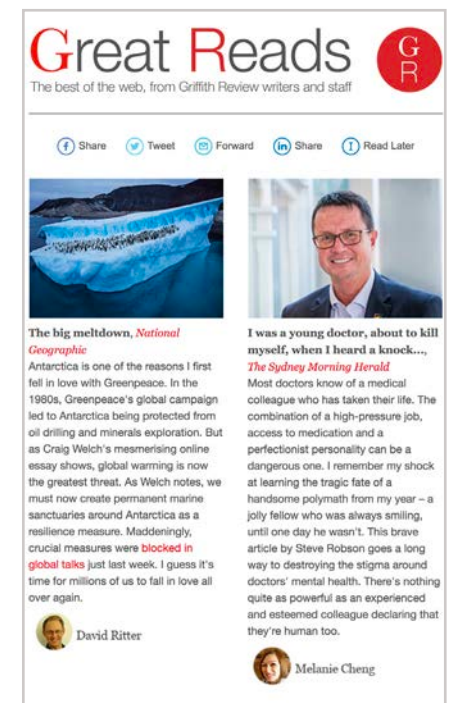 Great Reads
The best of the web, from Griffith Review writers and staff
G
R
Share
Tweet
Forward
Share
Read Later
The big meltdown, National
Geographic
Antarctica is one of the reasons I first
fell in love with Greenpeace. In the
1980s, Greenpeace's global campaign
led to Antarctica being protected from
oil drilling and minerals exploration. But
as Craig Welch's mesmerising online
essay shows, global warming is now
the greatest threat. As Welch notes, we
must now create permanent marine
sanctuaries around Antarctica as a
resilience measure. Maddeningly,
crucial measures were blocked in
global talks just last week. I guess it's
time for millions of us to fall in love all
over again.
David Ritter
I was a young doctor, about to kill
myself, when I heard a knock...,
The Sydney Morning Herald
Most doctors know of a medical
colleague who has taken their life. The
combination of a high-pressure job,
access to medication and a
perfectionist personality can be a
dangerous one. I remember my shock
at learning the tragic fate of a
handsome polymath from my year – a
jolly fellow who was always smiling,
until one day he wasn't. This brave
article by Steve Robson goes a long
way to destroying the stigma around
doctors' mental health. There's nothing
quite as powerful as an experienced
and esteemed colleague declaring that
they're human too.
Melanie Cheng